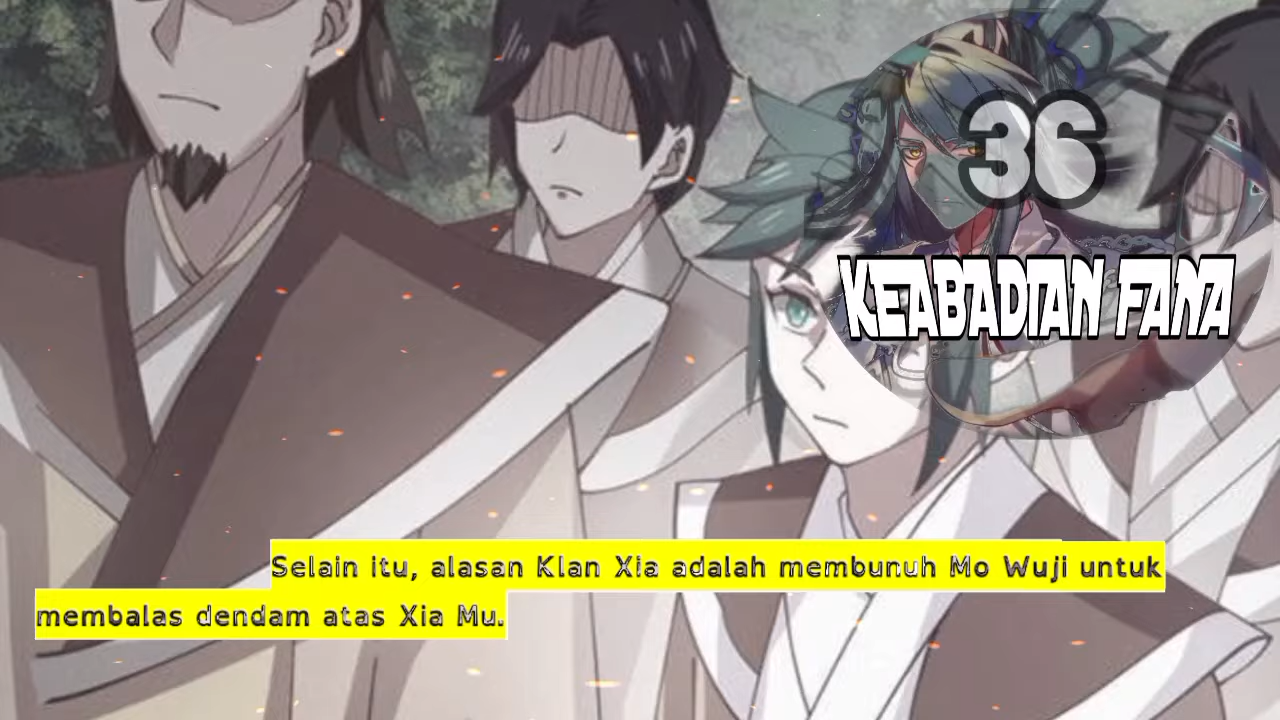 36
KEABADIAN FANA
Selain itu, alasan Klan Xia adalah membunuh Mo Wuji untuk
membalas dendam atas Xia Mu.